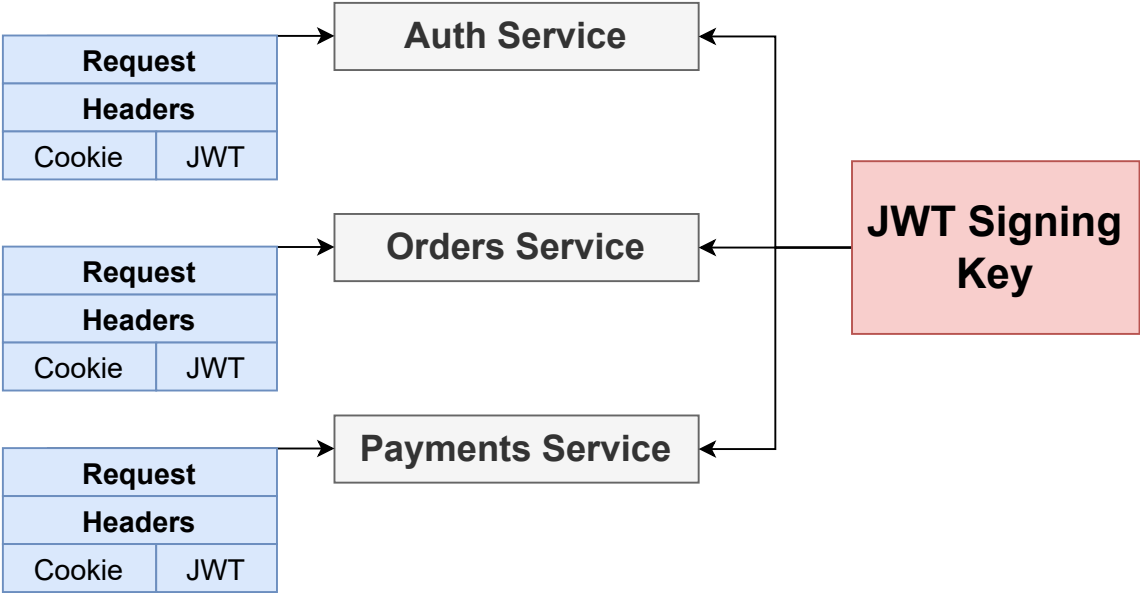 Auth Service
Request
Headers
Cookie JWT
JWT Signing
Key
Orders Service
Request
Headers
Cookie JWT
Payments Service
Request
Headers
Cookie JWT